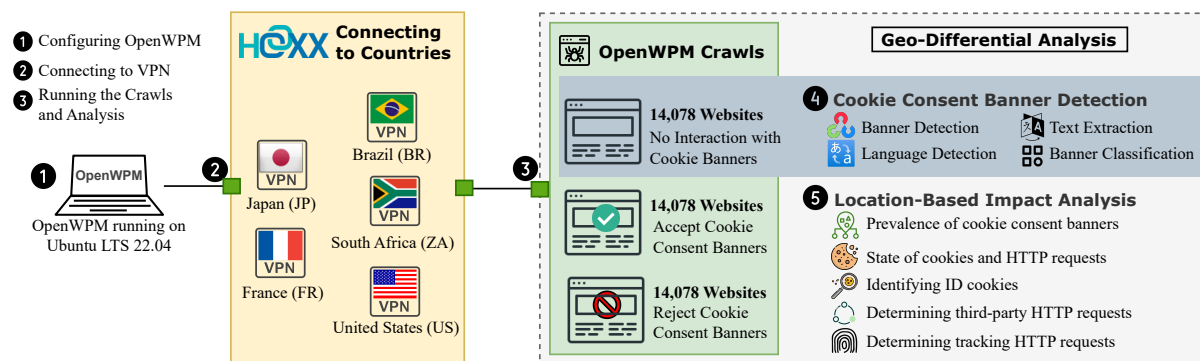 1 Configuring OpenWPM
2 Connecting to VPN
3 Running the Crawls
and Analysis
1
OpenWPM
OpenWPM running on
Ubuntu LTS 22.04
2
HOXX Connecting
to Countries
VPN
Brazil (BR)
VPN
Japan (JP)
VPN
South Africa (ZA)
VPN
France (FR)
VPN
United States (US)
3
OpenWPM Crawls
14,078 Websites
No Interaction with
Cookie Banners
14,078 Websites
Accept Cookie
Consent Banners
14,078 Websites
Reject Cookie
Consent Banners
Geo-Differential Analysis
4 Cookie Consent Banner Detection
Banner Detection
Text Extraction
Language Detection
Banner Classification
5 Location-Based Impact Analysis
Prevalence of cookie consent banners
State of cookies and HTTP requests
Identifying ID cookies
Determining third-party HTTP requests
Determining tracking HTTP requests